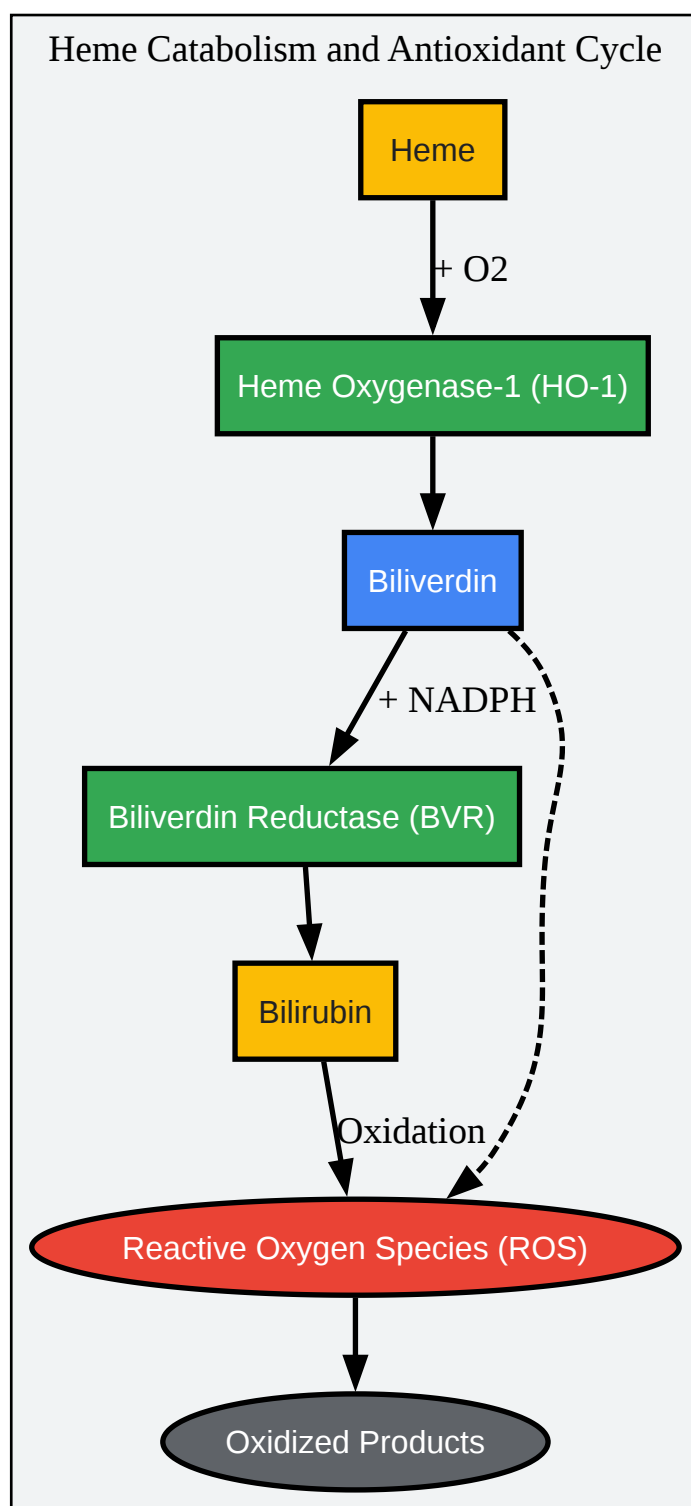 Heme Catabolism and Antioxidant Cycle
Heme
+ O2
Heme Oxygenase-1 (HO-1)
Biliverdin
+ NADPH
Biliverdin Reductase (BVR)
Bilirubin
Oxidation
Reactive Oxygen Species (ROS)
Oxidized Products